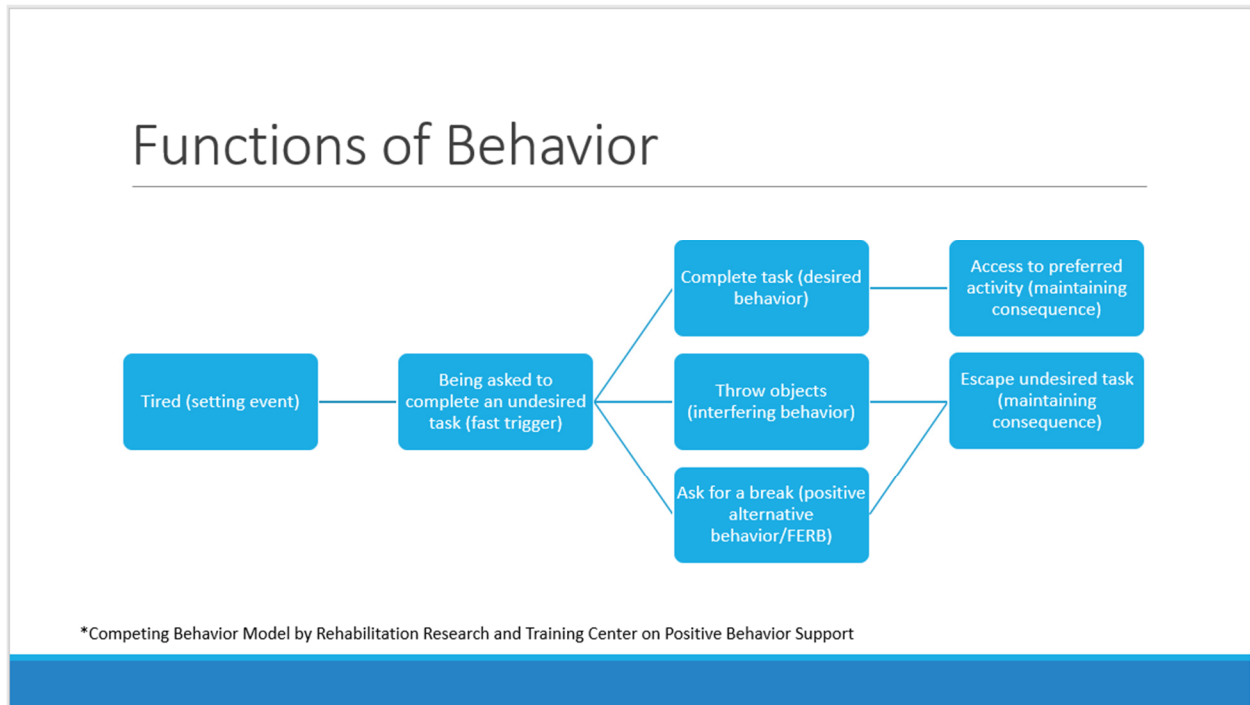 Functions of Behavior
Tired (setting event)
Being asked to
complete an undesired
task (fast trigger)
Complete task (desired
behavior)
Access to preferred
activity (maintaining
consequence)
Throw objects
(interfering behavior)
Escape undesired task
(maintaining
consequence)
Ask for a break (positive
alternative
behavior/FERB)
*Competing Behavior Model by Rehabilitation Research and Training Center on Positive Behavior Support